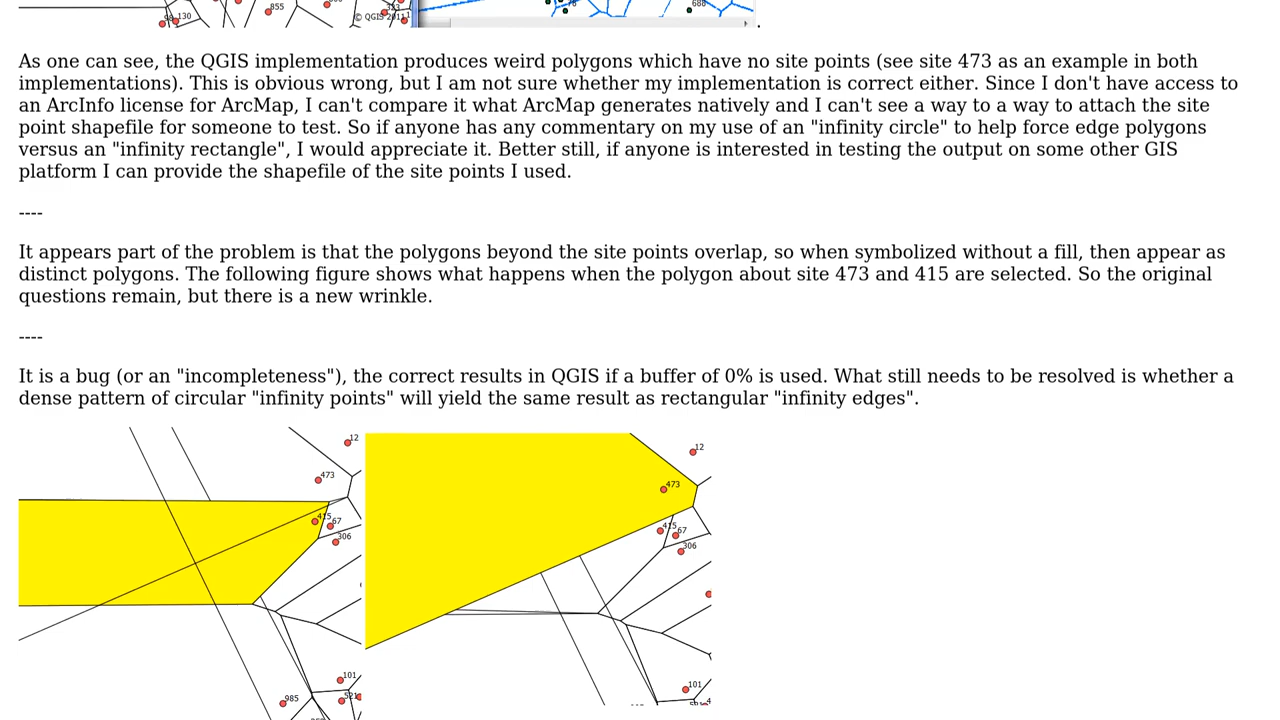 130
855
© QGIS 2011
688
As one can see, the QGIS implementation produces weird polygons which have no site points (see site 473 as an example in both
implementations). This is obvious wrong, but I am not sure whether my implementation is correct either. Since I don't have access to
an ArcInfo license for ArcMap, I can't compare it what ArcMap generates natively and I can't see a way to a way to attach the site
point shapefile for someone to test. So if anyone has any commentary on my use of an "infinity circle" to help force edge polygons
versus an "infinity rectangle", I would appreciate it. Better still, if anyone is interested in testing the output on some other GIS
platform I can provide the shapefile of the site points I used.
----
It appears part of the problem is that the polygons beyond the site points overlap, so when symbolized without a fill, then appear as
distinct polygons. The following figure shows what happens when the polygon about site 473 and 415 are selected. So the original
questions remain, but there is a new wrinkle.
----
It is a bug (or an "incompleteness"), the correct results in QGIS if a buffer of 0% is used. What still needs to be resolved is whether a
dense pattern of circular "infinity points" will yield the same result as rectangular "infinity edges".
12
473
415
67
306
101
985
521
12
473
415
67
306
101